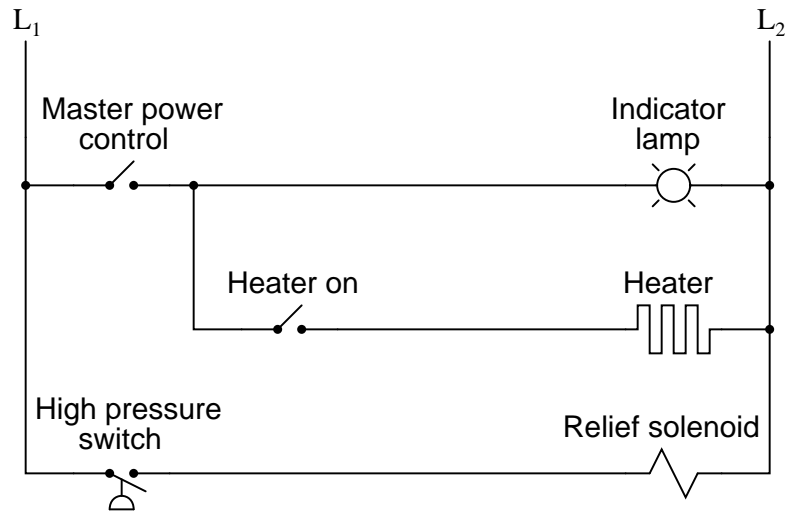 L₁
L₂
Master power
control
Indicator
lamp
Heater on
Heater
High pressure
switch
Relief solenoid